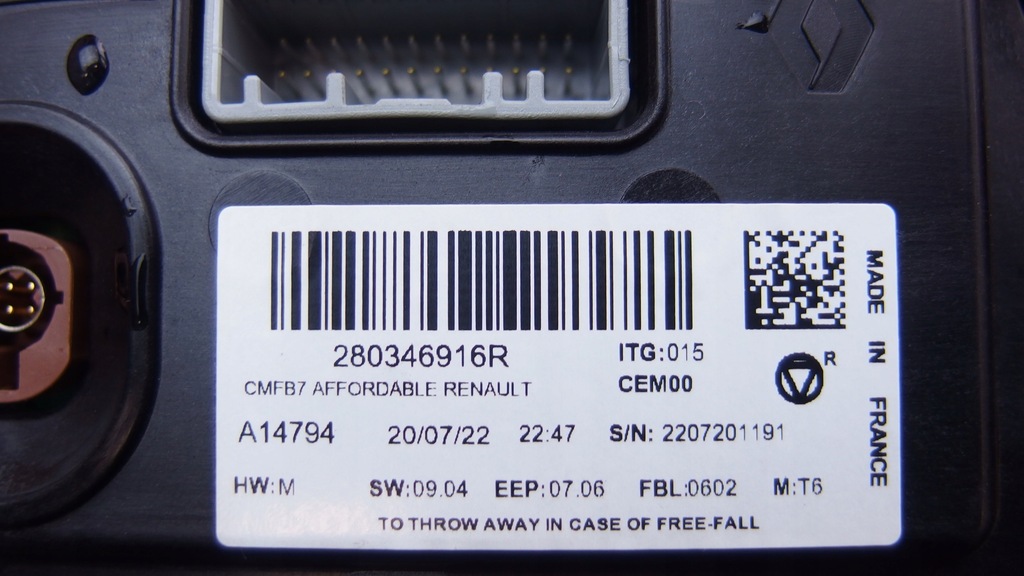 280346916R
ITG:015
CMFB7 AFFORDABLE RENAULT
CEM00
R
A14794 20/07/22 22:47 S/N: 2207201191
HW:M SW:09.04 EEP:07.06 FBL:0602 M:T6
TO THROW AWAY IN CASE OF FREE-FALL
MADE IN FRANCE